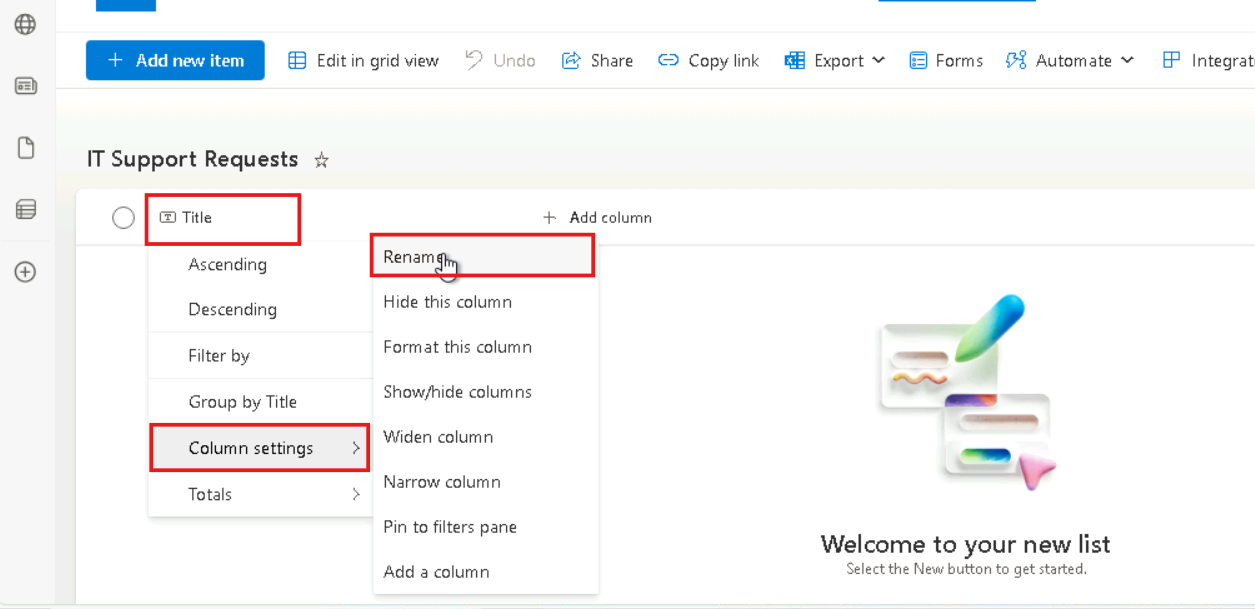 Add new item
Edit in grid view
Undo
Share
Copy link
Export
Forms
Automate
IT Support Requests
Title
Add column
Ascending
Descending
Filter by
Group by Title
Column settings
Totals
Rename
Hide this column
Format this column
Show/hide columns
Widen column
Narrow column
Pin to filters pane
Add a column
Welcome to your new list
Select the New button to get started.